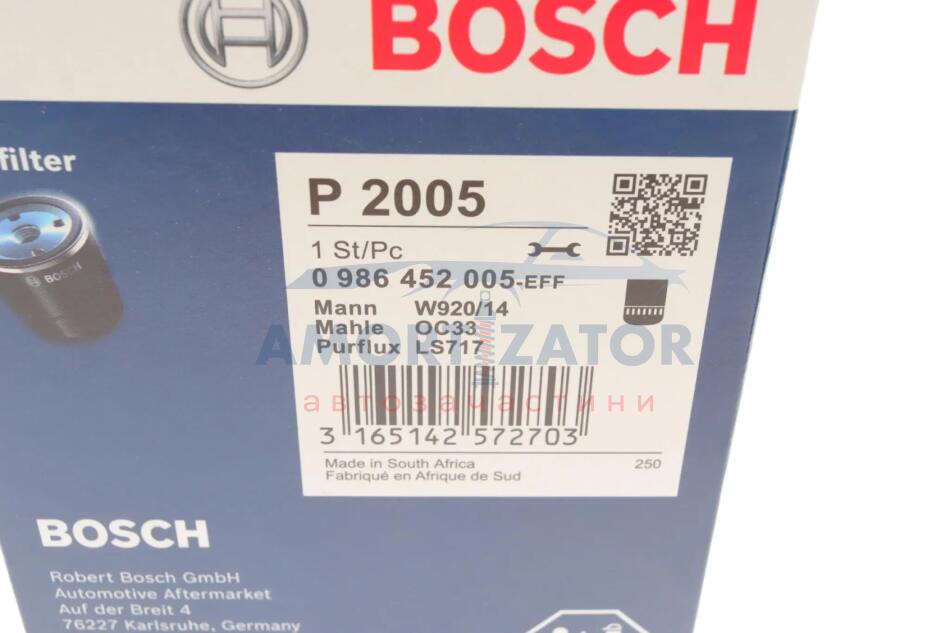 BOSCH
filter
BOSCH
P 2005
1 St/Pc
0 986 452 005-EFF
Mann W920/14
Mahle OC33
Purflux LS717
AMORTIZATOR
автозапчастини
3 165142 572703
Made in South Africa 250
Fabriqué en Afrique de Sud
BOSCH
Robert Bosch GmbH
Automotive Aftermarket
Auf der Breit 4
76227 Karlsruhe, Germany